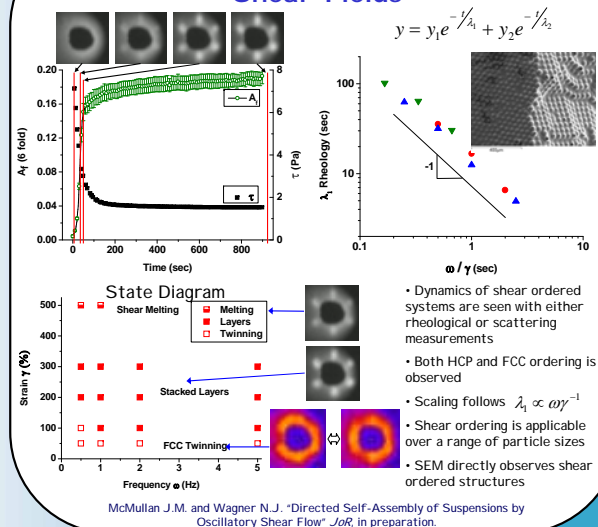 Shear Fields
y = y₁e^(-t/λ₁) + y₂e^(-t/λ₂)
0.20
0.16
0.12
0.08
0.04
0.00
A_f (6 fold)
A_f
τ
8
7
6
5
4
3
2
1
0
τ (Pa)
0
200
400
600
800
Time (sec)
100
10
λ₁ Rheology (sec)
-1
0.1
1
ω / γ (sec)
State Diagram
500
400
300
200
100
0
Strain γ (%)
Shear Melting
Melting
Layers
Twinning
Stacked Layers
FCC Twinning
0
1
2
3
4
5
Frequency ω (Hz)
• Dynamics of shear ordered
systems are seen with either
rheological or scattering
measurements
• Both HCP and FCC ordering is
observed
• Scaling follows λ₁ ∝ ωγ⁻¹
• Shear ordering is applicable
over a range of particle sizes
• SEM directly observes shear
ordered structures
McMullan J.M. and Wagner N.J. "Directed Self-Assembly of Suspensions by
Oscillatory Shear Flow" JoR, in preparation.